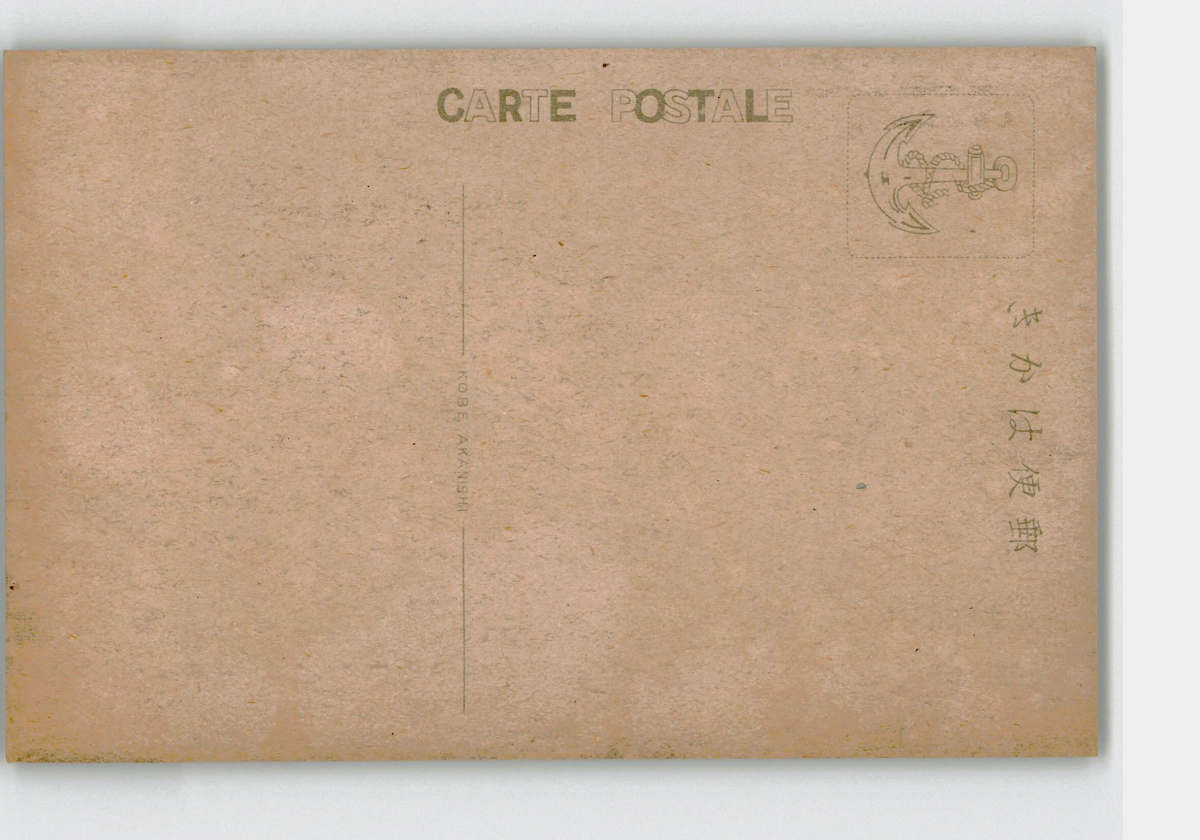 CARTE POSTALE
郵便はかき
KOBE AKANISHI